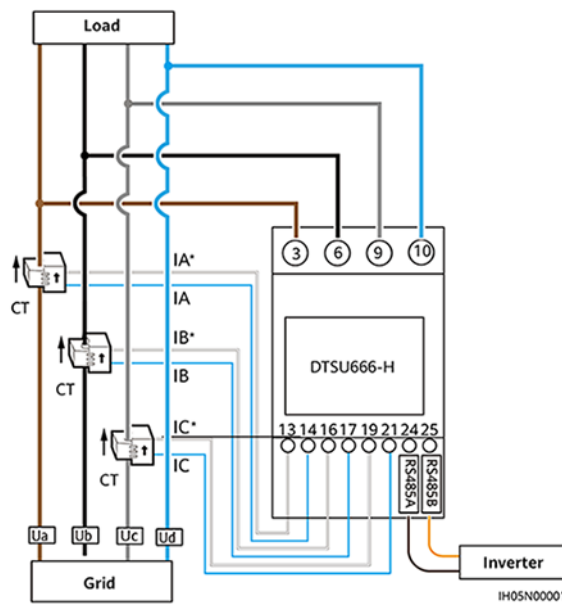 Load
3 6 9 10
IA*
IA
CT
IB*
IB
CT
DTSU666-H
IC*
IC
CT
13 14 16 17 19 21 24 25
RS485A
RS485B
Ua Ub Uc Ud
Grid
Inverter
IH05N00001